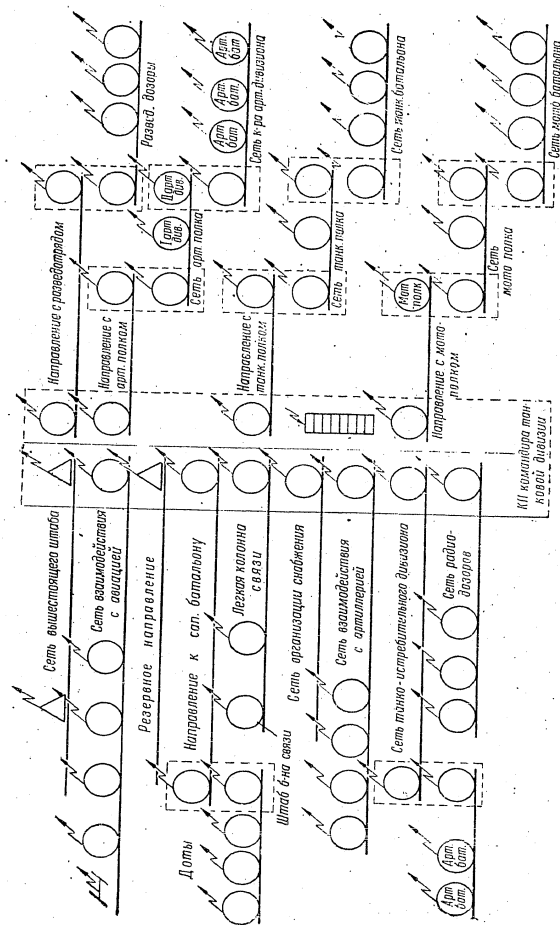 Развед. дозоры
Арт. бат.
Арт. бат.
Арт бат
Сеть к-ра арт. дивизиона
Сеть танк. батальона
Сеть мото батальона
Направление с разведотрядом
II арт див.
I арт див.
Сеть арт. полка
Направление с
арт. полком
Направление с
танк. полком
Сеть танк полка
Мот полк
Сеть
мото полка
Направление с мото-
полком
КП командира тан-
ковой дивизии
Сеть вышестоящего штаба
Сеть взаимодействия
с авиацией
Резервное направление
Направление к сап. батальону
Легкая колонна
связи
Штаб б-на связи
Доты
Сеть организации снабжения
Сеть взаимодействия
с артиллерией
Сеть танко-истребительного дивизиона
Сеть радио-
дозоров
Арт. бат.
Арт бат.